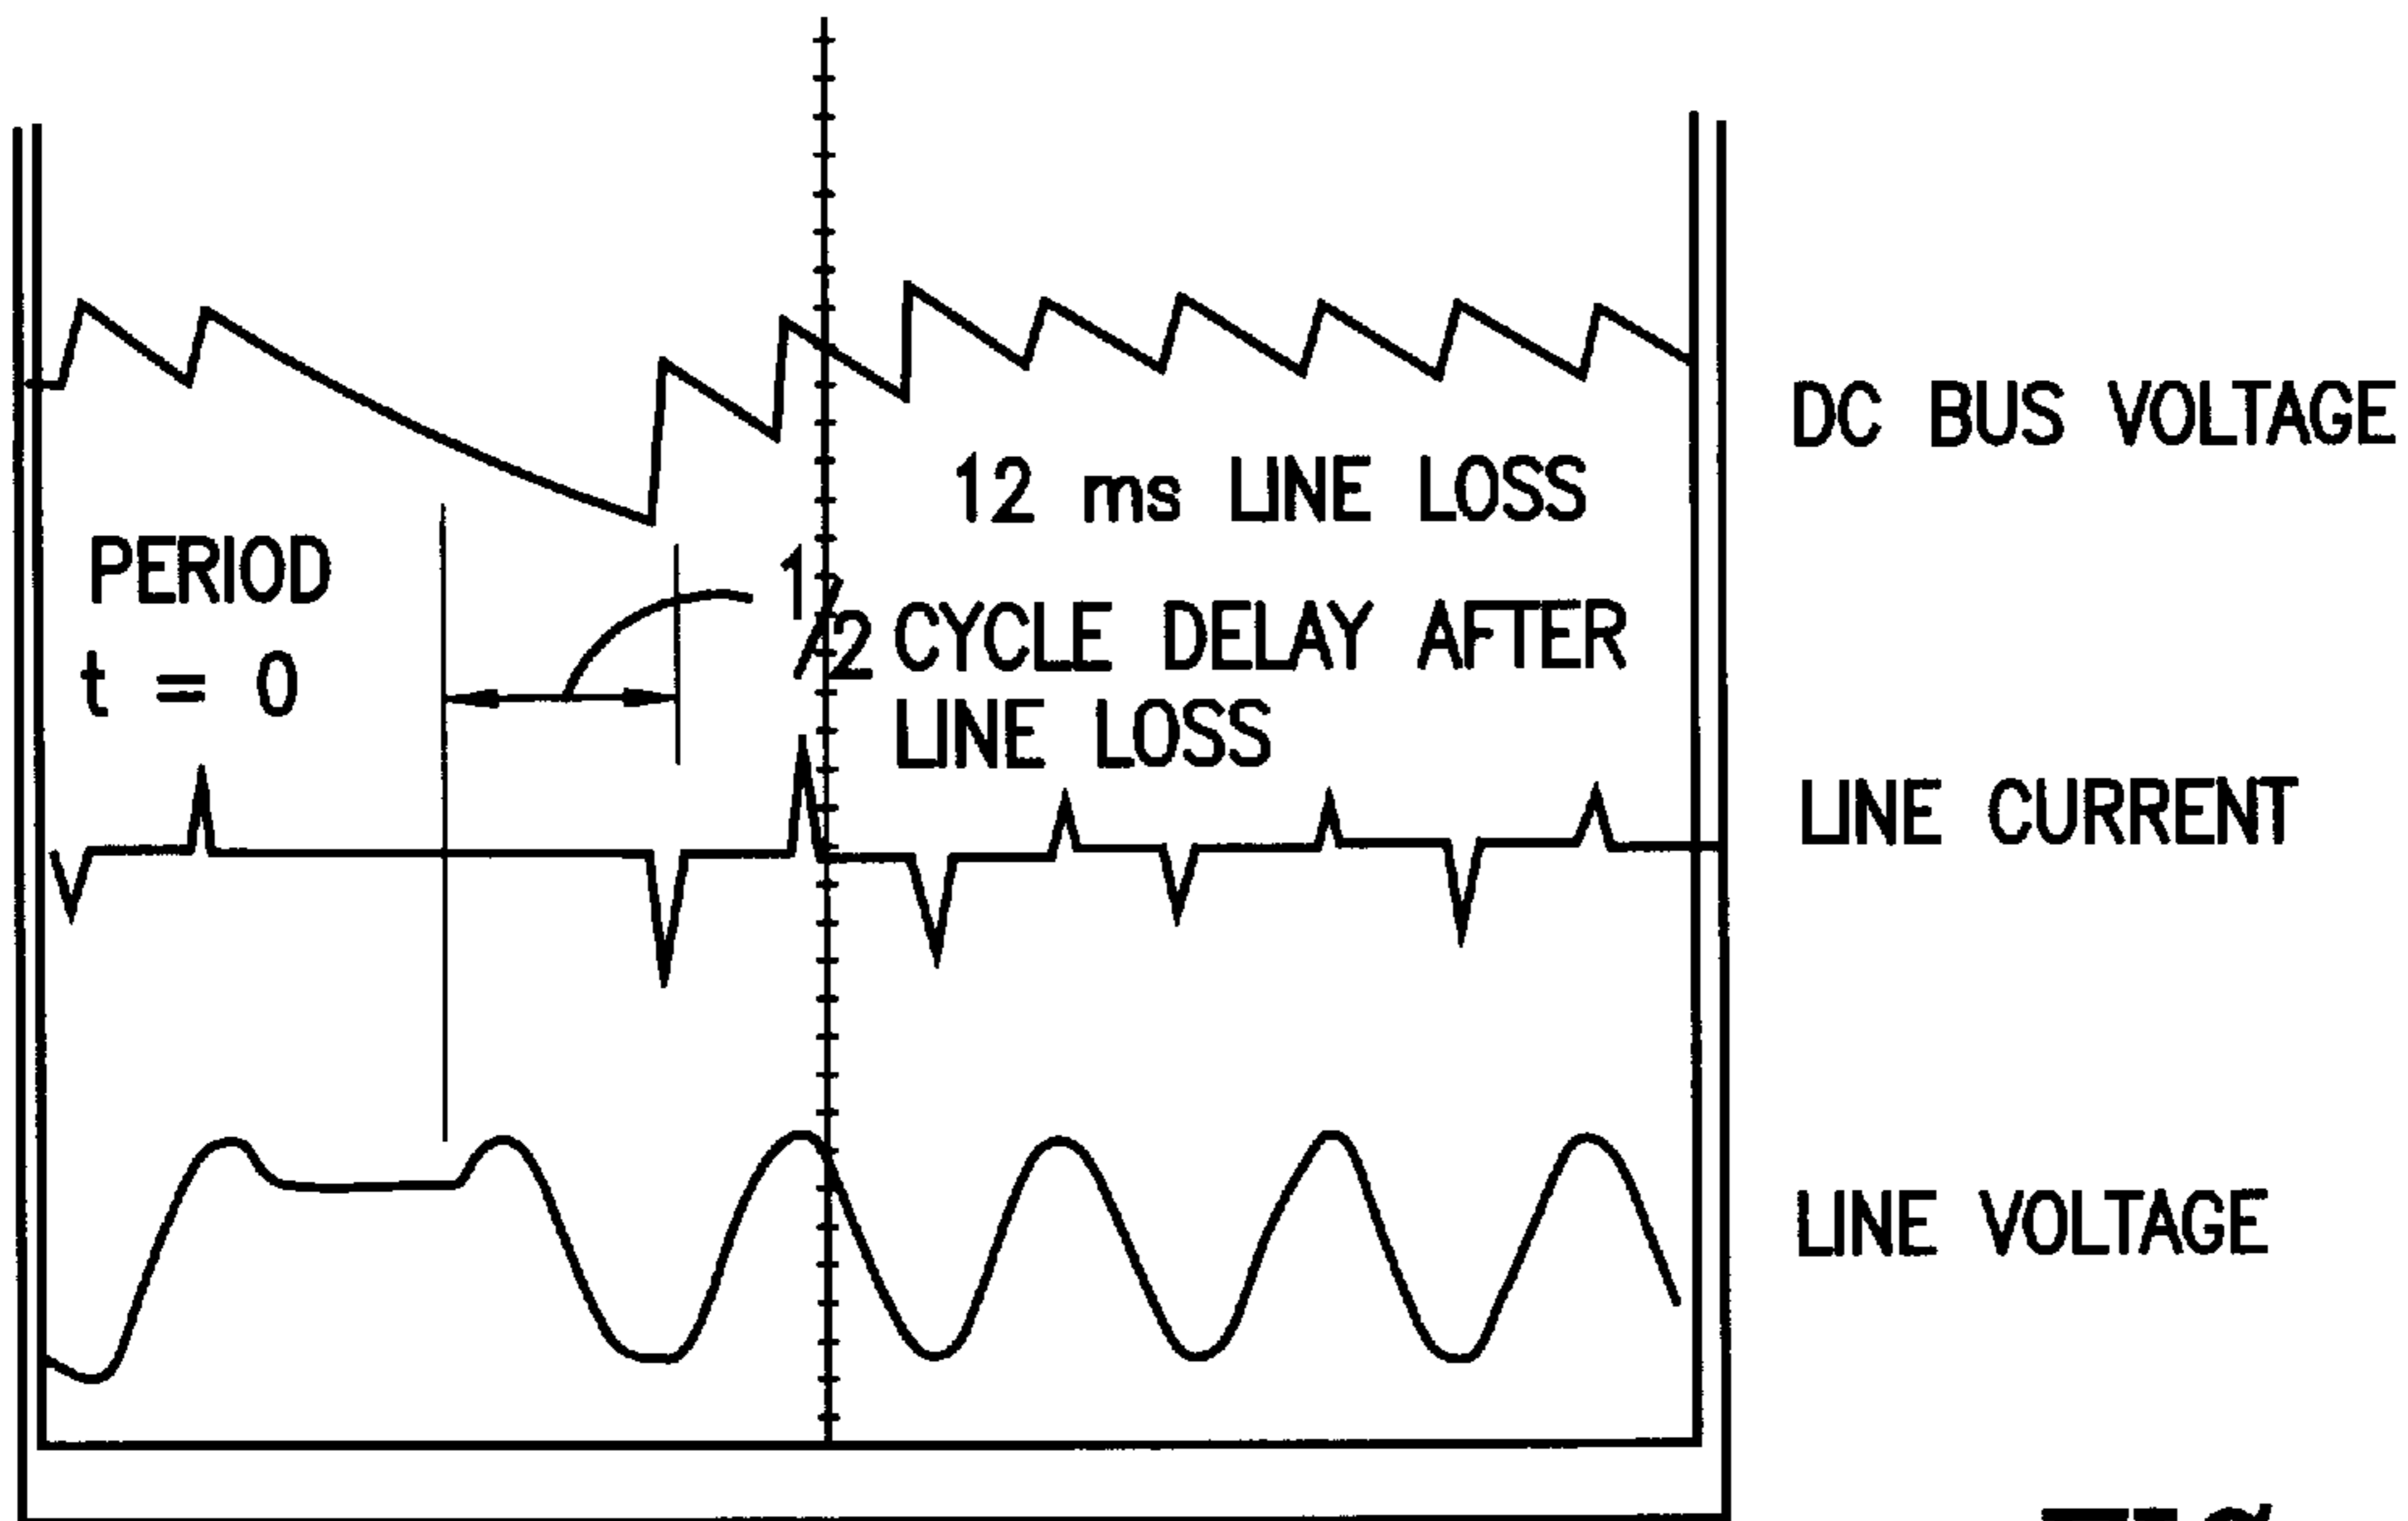 DC BUS VOLTAGE
12 ms LINE LOSS
PERIOD
t = 0
1/2 CYCLE DELAY AFTER
LINE LOSS
LINE CURRENT
LINE VOLTAGE